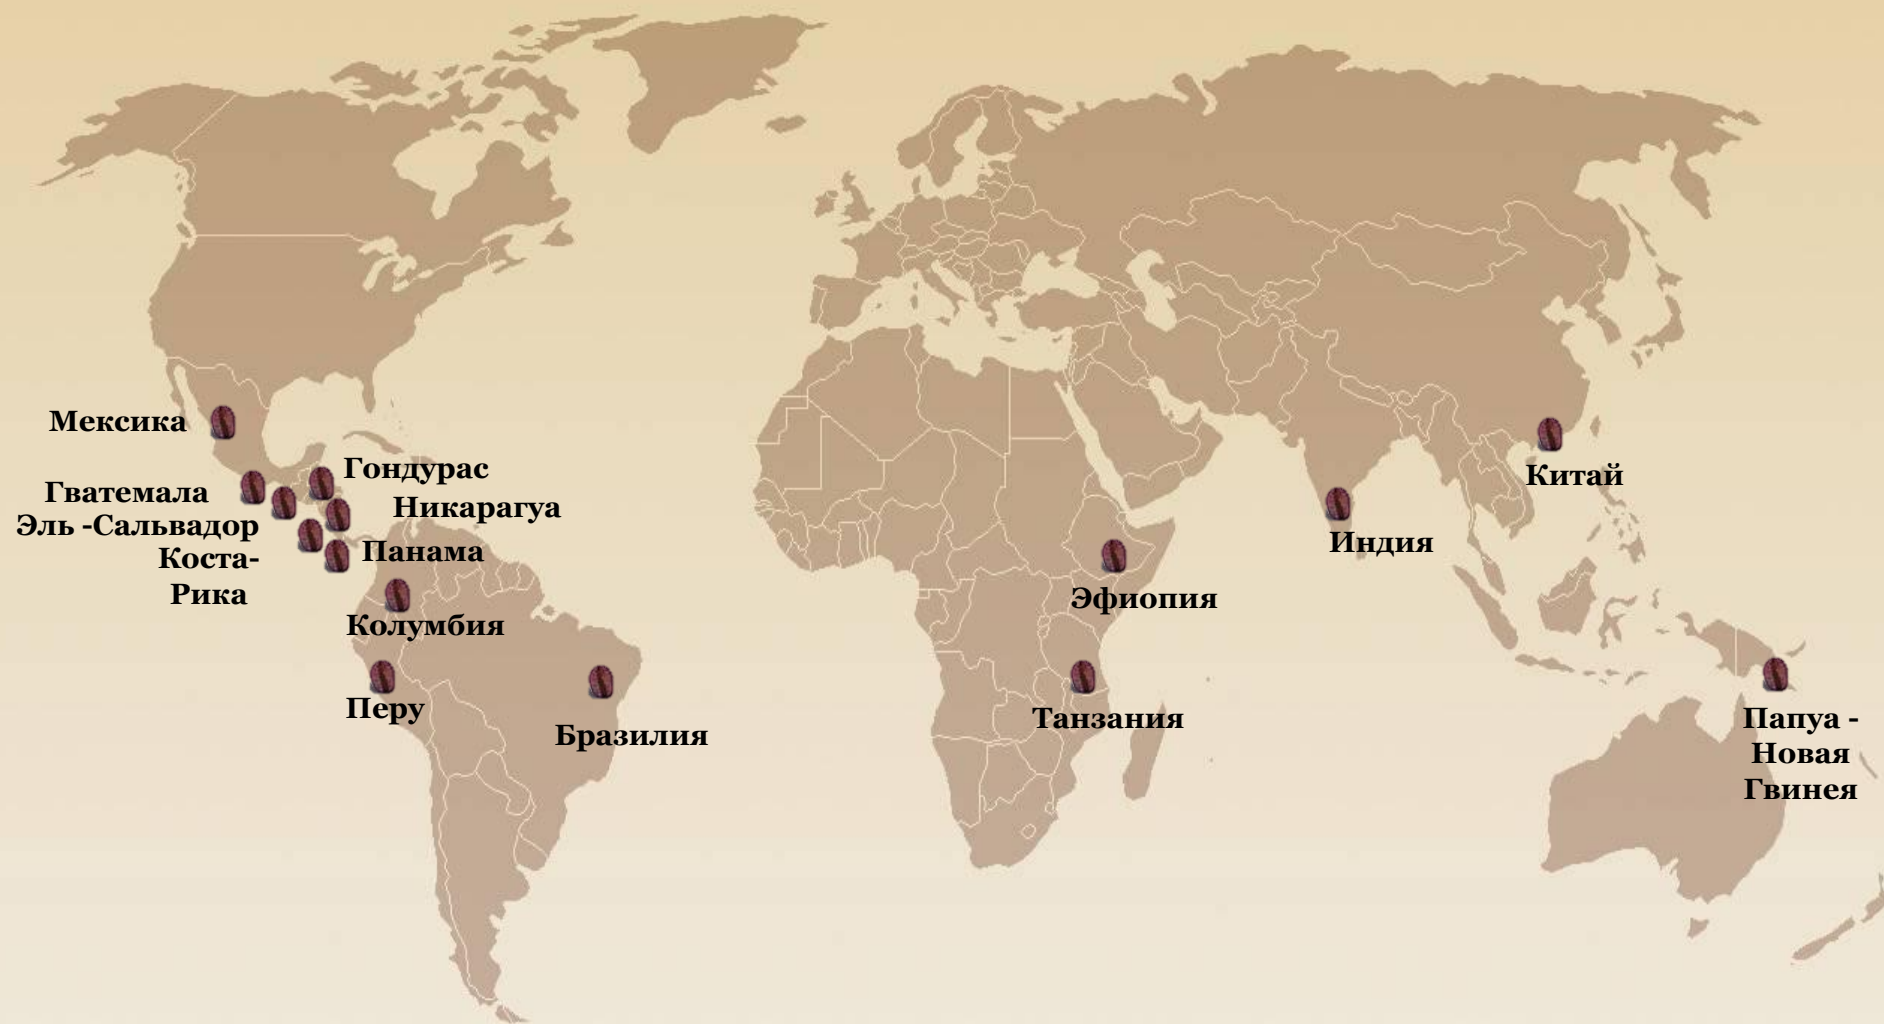 Мексика
Гондурас
Гватемала
Никарагуа
Эль -Сальвадор
Коста-
Рика
Панама
Колумбия
Перу
Бразилия
Эфиопия
Танзания
Индия
Китай
Папуа -
Новая
Гвинея